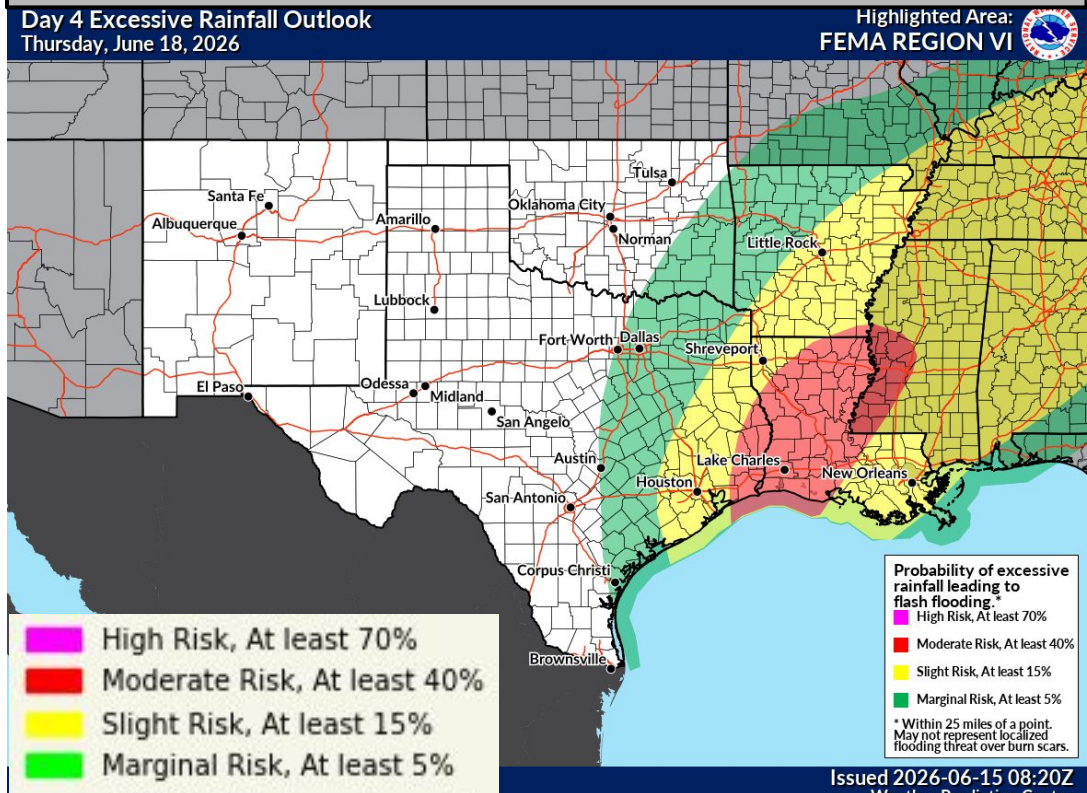 Day 4 Excessive Rainfall Outlook
Thursday, June 18, 2026
Highlighted Area:
FEMA REGION VI
NATIONAL WEATHER SERVICE
Tulsa
Santa Fe
Oklahoma City
Albuquerque
Amarillo
Norman
Little Rock
Lubbock
Fort Worth
Dallas
Shreveport
El Paso
Odessa
Midland
San Angelo
Austin
Lake Charles
New Orleans
Houston
San Antonio
Corpus Christi
Brownsville
Probability of excessive
rainfall leading to
flash flooding.*
High Risk, At least 70%
Moderate Risk, At least 40%
Slight Risk, At least 15%
Marginal Risk, At least 5%
* Within 25 miles of a point.
May not represent localized
flooding threat over burn scars.
High Risk, At least 70%
Moderate Risk, At least 40%
Slight Risk, At least 15%
Marginal Risk, At least 5%
Issued 2026-06-15 08:20Z
Weather Prediction Center